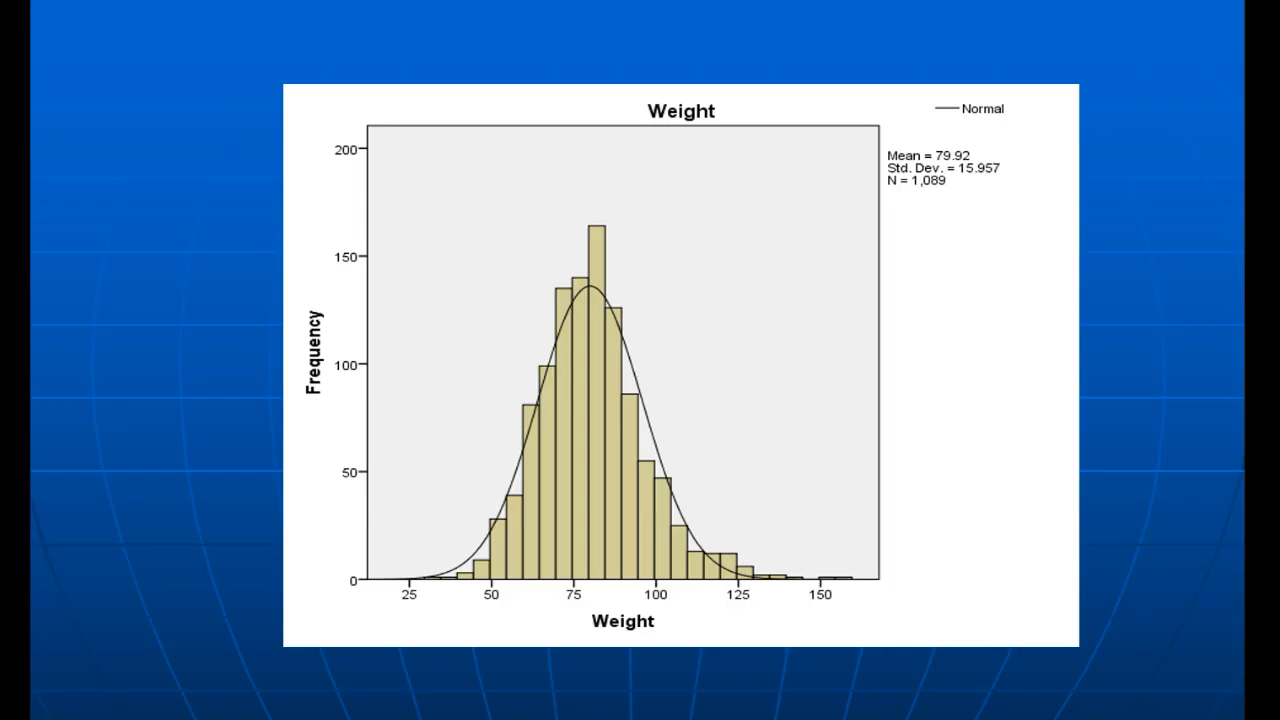 Weight
Normal
Mean = 79.92
Std. Dev. = 15.957
N = 1,089
200
150
100
50
0
Frequency
25 50 75 100 125 150
Weight